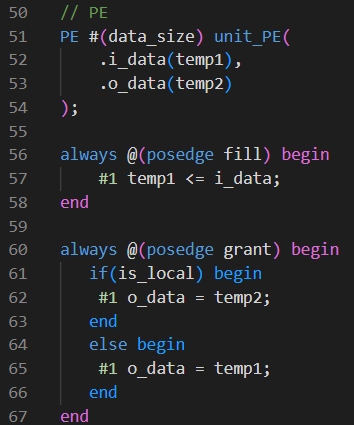 50 // PE
51 PE #(data_size) unit_PE(
52 .i_data(temp1),
53 .o_data(temp2)
54 );
55
56 always @(posedge fill) begin
57 #1 temp1 <= i_data;
58 end
59
60 always @(posedge grant) begin
61 if(is_local) begin
62 #1 o_data = temp2;
63 end
64 else begin
65 #1 o_data = temp1;
66 end
67 end